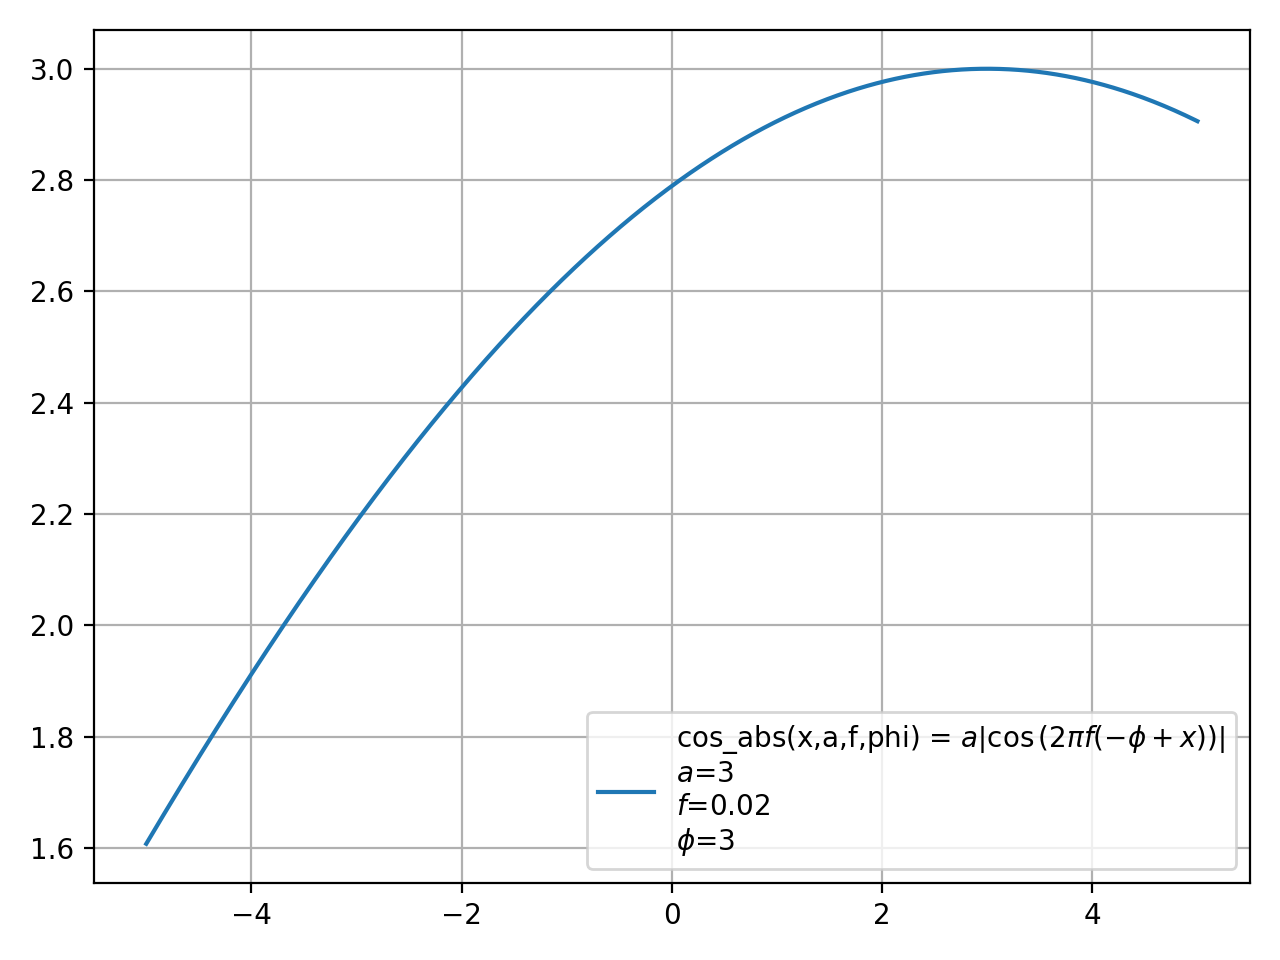 3.0
2.8
2.6
2.4
2.2
2.0
1.8
1.6
cos_abs(x,a,f,phi) = a|cos(2πf(−ϕ+x))|
a=3
f=0.02
ϕ=3
−4 −2 0 2 4